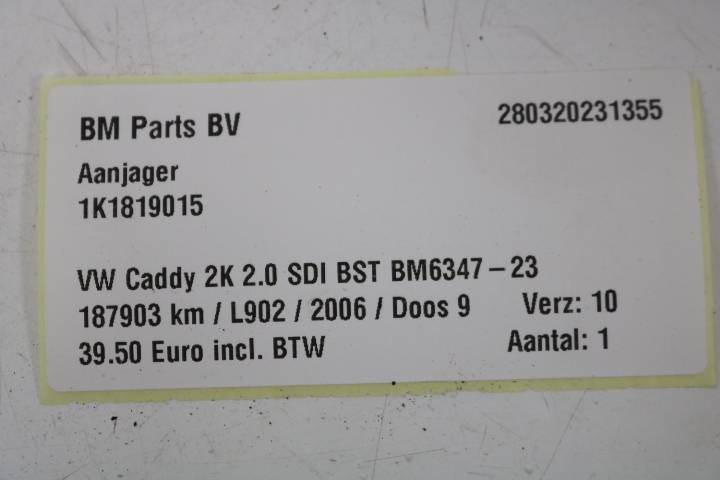 BM Parts BV 280320231355
Aanjager
1K1819015
VW Caddy 2K 2.0 SDI BST BM6347-23
187903 km / L902 / 2006 / Doos 9 Verz: 10
39.50 Euro incl. BTW Aantal: 1